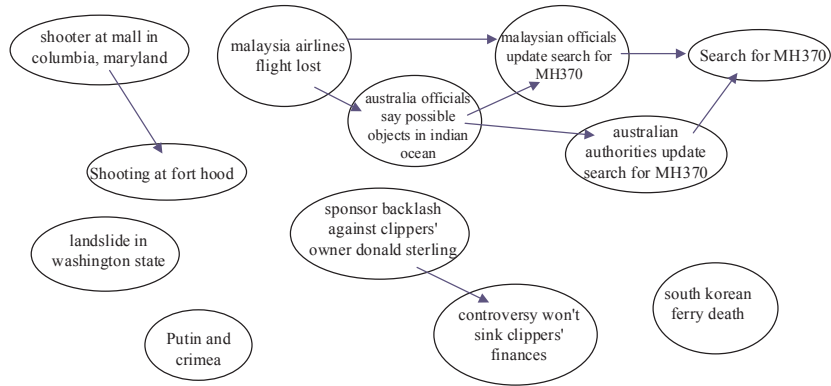 shooter at mall in
columbia, maryland
malaysia airlines
flight lost
malaysian officials
update search for
MH370
Search for MH370
australia officials
say possible
objects in indian
ocean
australian
authorities update
search for MH370
Shooting at fort hood
sponsor backlash
against clippers'
owner donald sterling
landslide in
washington state
south korean
ferry death
controversy won't
sink clippers'
finances
Putin and
crimea